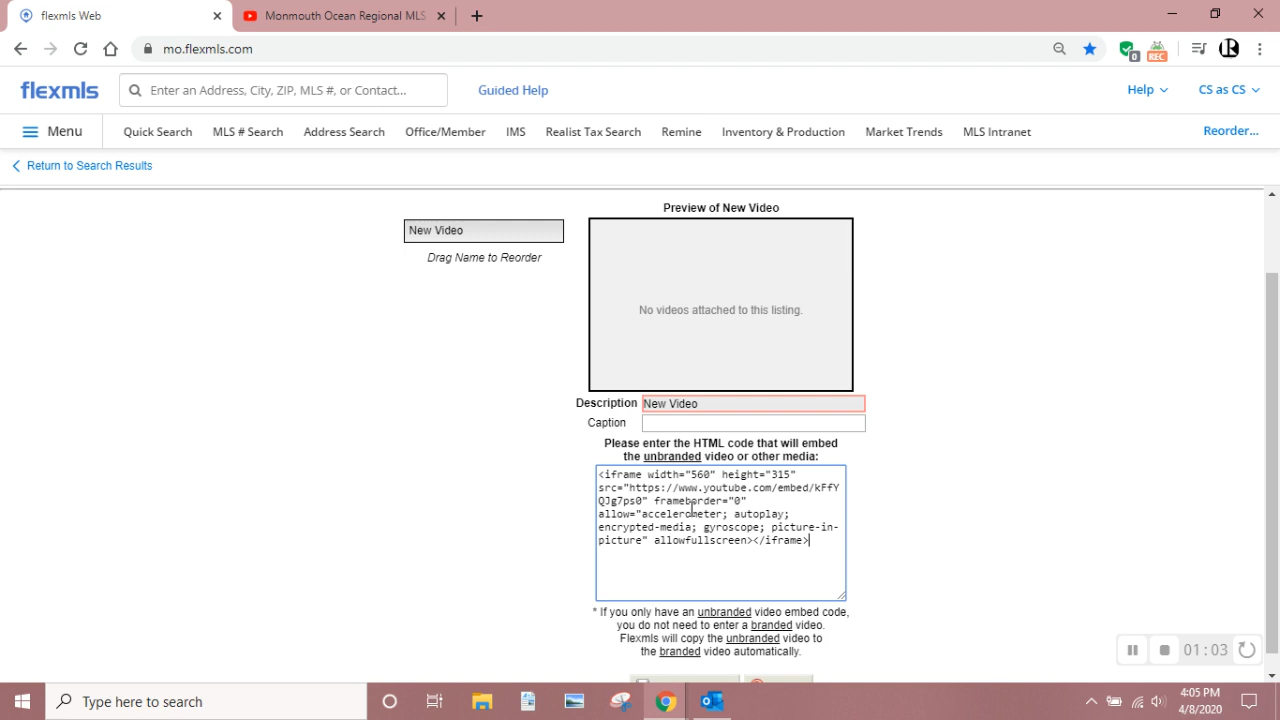 flexmls Web
Monmouth Ocean Regional MLS
mo.flexmls.com
0
REC
flexmls
Enter an Address, City, ZIP, MLS #, or Contact...
Guided Help
Help
CS as CS
Menu
Quick Search
MLS # Search
Address Search
Office/Member
IMS
Realist Tax Search
Remine
Inventory & Production
Market Trends
MLS Intranet
Reorder...
Return to Search Results
New Video
Drag Name to Reorder
Preview of New Video
No videos attached to this listing.
Description New Video
Caption
Please enter the HTML code that will embed
the unbranded video or other media:
<iframe width="560" height="315"
src="https://www.youtube.com/embed/kFfY
QJg7ps0" frameborder="0"
allow="accelerometer; autoplay;
encrypted-media; gyroscope; picture-in-
picture" allowfullscreen></iframe>
* If you only have an unbranded video embed code,
you do not need to enter a branded video.
Flexmls will copy the unbranded video to
the branded video automatically.
01:03
Type here to search
4:05 PM
4/8/2020